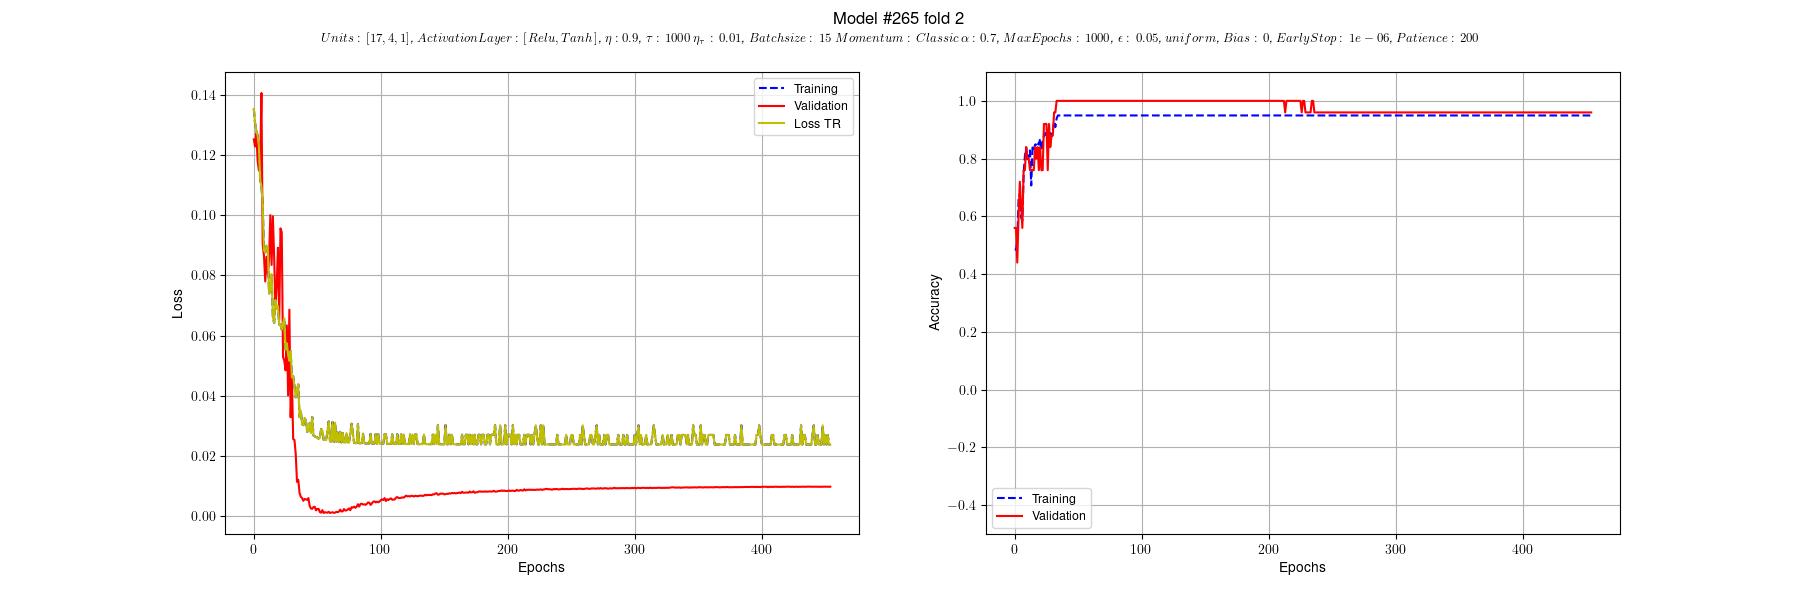 Model #265 fold 2
Units : [17, 4, 1], ActivationLayer : [Relu, Tanh], η : 0.9, τ : 1000 η_τ : 0.01, Batchsize : 15 Momentum : Classic α : 0.7, MaxEpochs : 1000, ϵ : 0.05, uniform, Bias : 0, EarlyStop : 1e − 06, Patience : 200
Loss
0.14
0.12
0.10
0.08
0.06
0.04
0.02
0.00
Training
Validation
Loss TR
0
100
200
300
400
Epochs
Accuracy
1.0
0.8
0.6
0.4
0.2
0.0
−0.2
−0.4
Training
Validation
0
100
200
300
400
Epochs